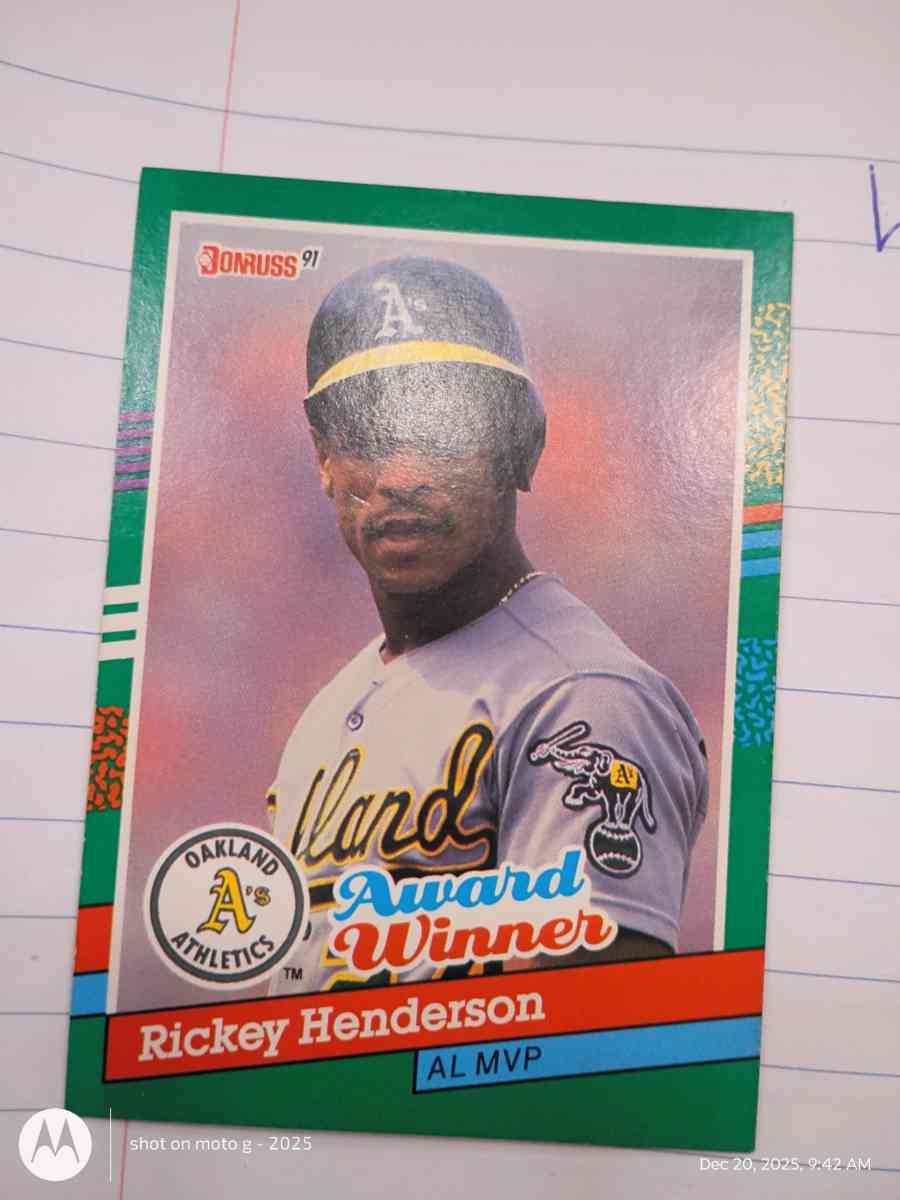 DONRUSS 91
A's
A's
lland
OAKLAND
A's
ATHLETICS
TM
Award
Winner
Rickey Henderson
AL MVP
shot on moto g - 2025
Dec 20, 2025, 9:42 AM